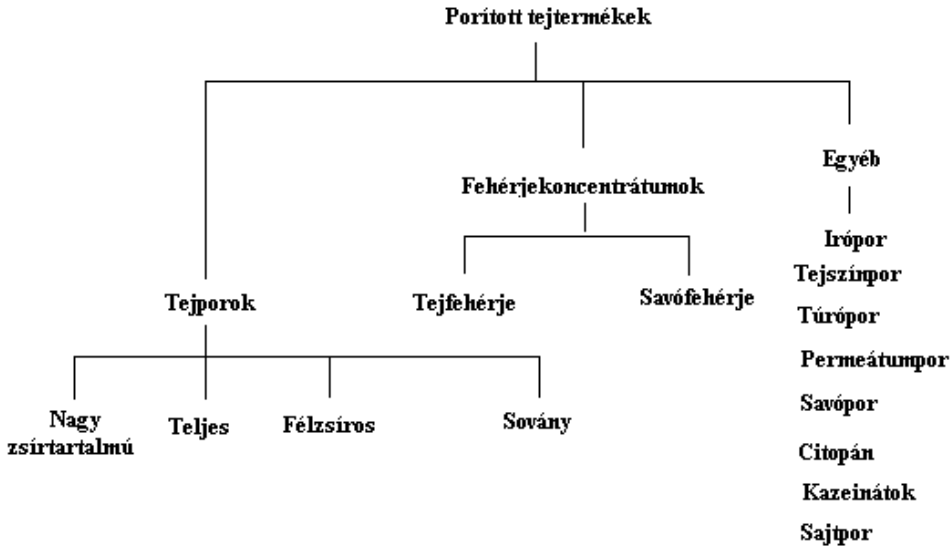 Porított tejtermékek
Egyéb
Fehérjekoncentrátumok
Irópor
Tejszínpor
Tejporok
Tejfehérje
Savófehérje
Túrópor
Permeátumpor
Savópor
Nagy
zsírtartalmú
Teljes
Félzsíros
Sovány
Citopán
Kazeinátok
Sajtpor